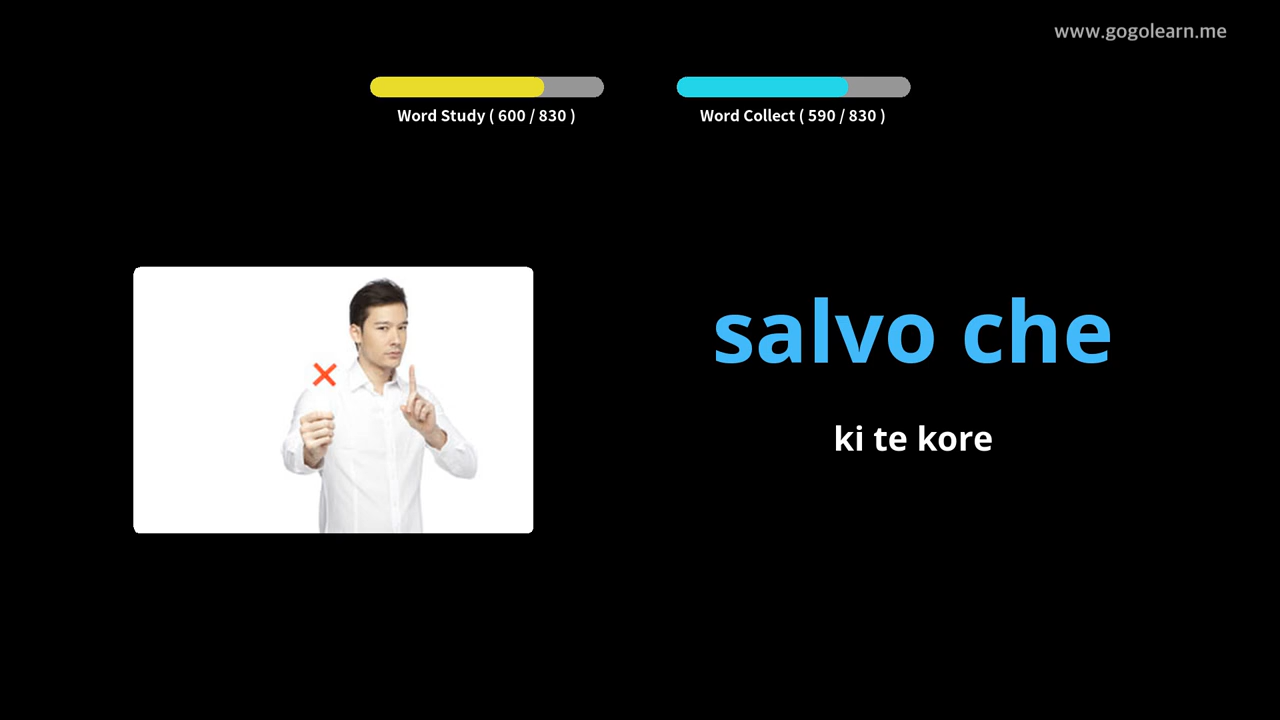 www.gogolearn.me
Word Study ( 600 / 830 )
Word Collect ( 590 / 830 )
salvo che
ki te kore